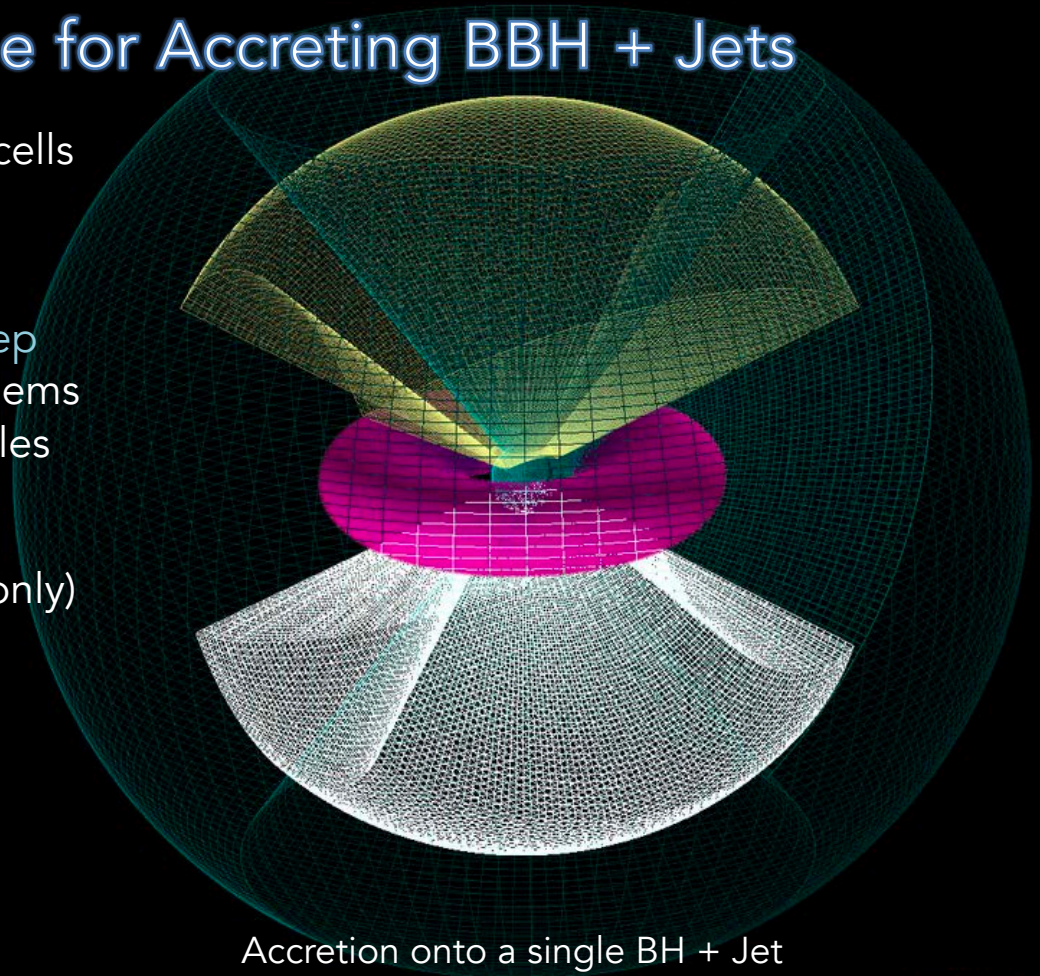 e for Accreting BBH + Jets
cells
ep
ems
les
only)
Accretion onto a single BH + Jet